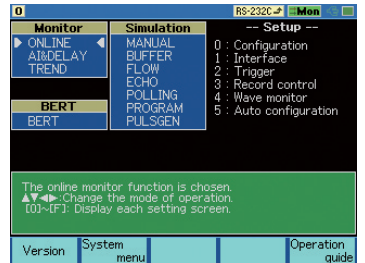 0 RS-232C Mon
Monitor
ONLINE
AI&DELAY
TREND
BERT
BERT
Simulation
MANUAL
BUFFER
FLOW
ECHO
POLLING
PROGRAM
PULSGEN
-- Setup --
0 : Configuration
1 : Interface
2 : Trigger
3 : Record control
4 : Wave monitor
5 : Auto configuration
The online monitor function is chosen.
▲▼◀▶:Change the mode of operation.
[0]~[F]: Display each setting screen.
Version
System
menu
Operation
guide